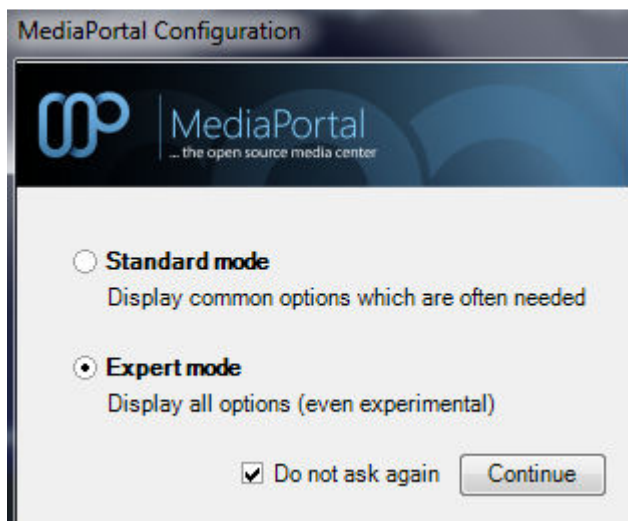 MediaPortal Configuration
MediaPortal
... the open source media center
Standard mode
Display common options which are often needed
Expert mode
Display all options (even experimental)
Do not ask again Continue